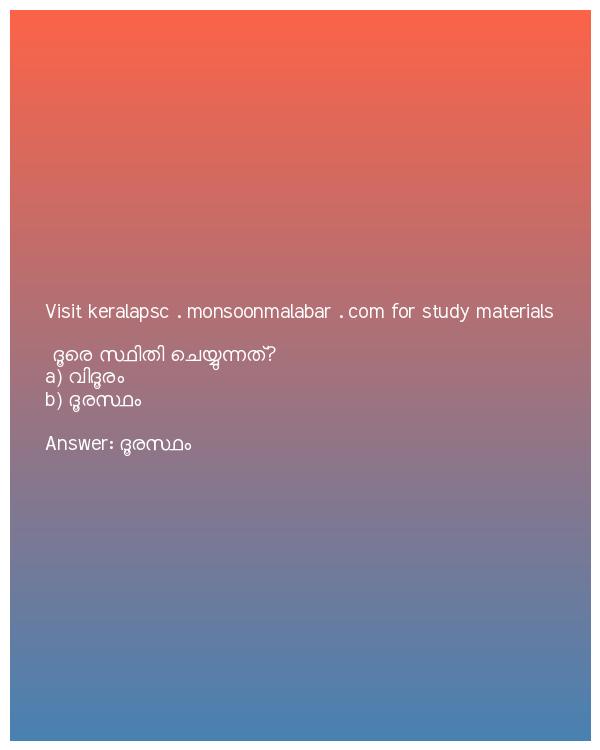 Visit keralapsc . monsoonmalabar . com for study materials
ദൂരെ സ്ഥിതി ചെയ്യുന്നത്?
a) വിദൂരം
b) ദൂരസ്ഥം
Answer: ദൂരസ്ഥം